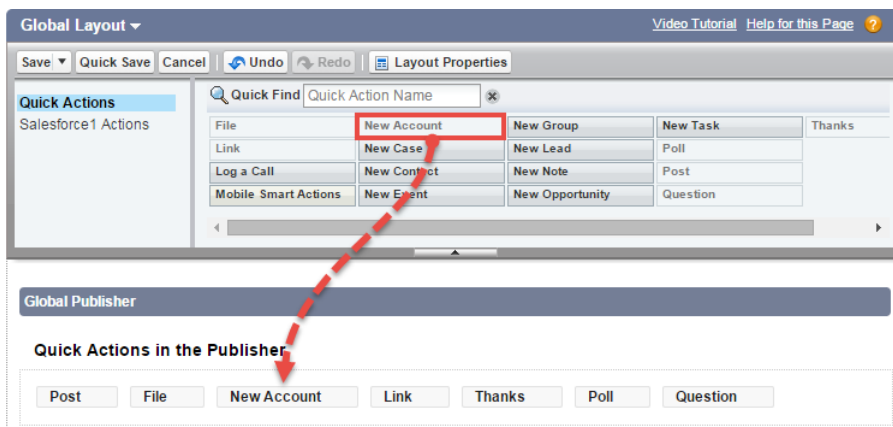 Global Layout Video Tutorial Help for this Page ?
Save Quick Save Cancel Undo Redo Layout Properties
Quick Find Quick Action Name
Quick Actions
Salesforce1 Actions
File New Account New Group New Task Thanks
Link New Case New Lead Poll
Log a Call New Contact New Note Post
Mobile Smart Actions New Event New Opportunity Question
Global Publisher
Quick Actions in the Publisher
Post File New Account Link Thanks Poll Question